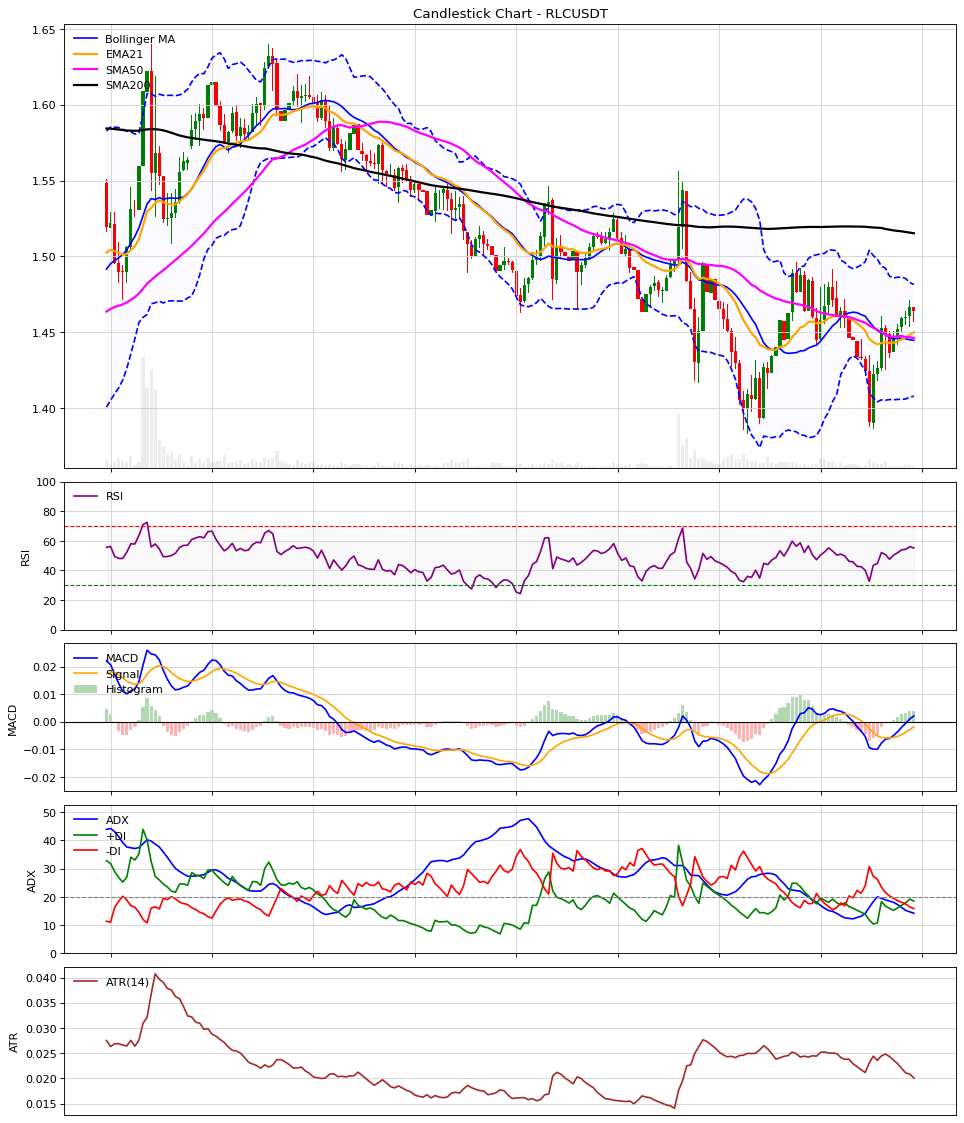 Candlestick Chart - RLCUSDT
Bollinger MA
EMA21
SMA50
SMA200
1.65
1.60
1.55
1.50
1.45
1.40
RSI
RSI
100
80
60
40
20
0
MACD
Signal
Histogram
MACD
0.02
0.01
0.00
−0.01
−0.02
ADX
+DI
-DI
ADX
50
40
30
20
10
0
ATR(14)
ATR
0.040
0.035
0.030
0.025
0.020
0.015